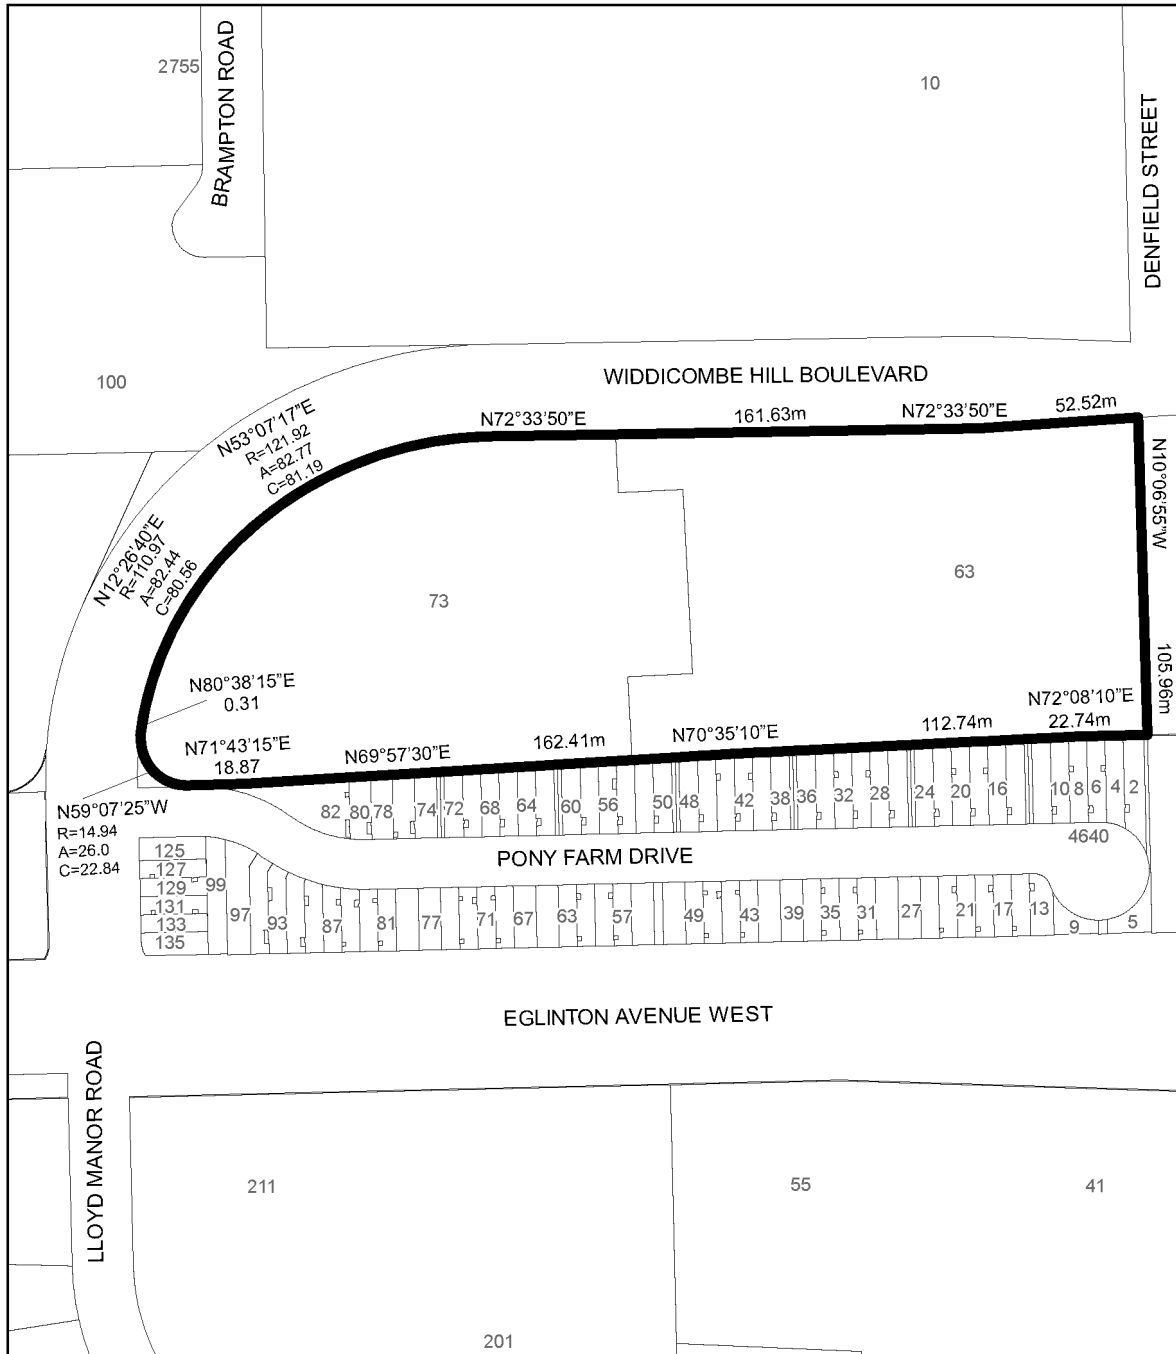 2755
BRAMPTON ROAD
10
DENFIELD STREET
100
WIDDICOMBE HILL BOULEVARD
N72°33'50"E
161.63m
N72°33'50"E
52.52m
N53°07'17"E
R=121.92
A=82.77
C=81.19
N10°06'55"W
105.96m
N12°26'40"E
R=110.97
A=82.44
C=80.56
73
63
N80°38'15"E
0.31
N71°43'15"E
18.87
N69°57'30"E
162.41m
N70°35'10"E
112.74m
N72°08'10"E
22.74m
N59°07'25"W
R=14.94
A=26.0
C=22.84
82 80 78 74 72 68 64 60 56 50 48 42 38 36 32 28 24 20 16 10 8 6 4 2
4640
PONY FARM DRIVE
125
127
129
131
133
135
99 97 93 87 81 77 71 67 63 57 49 43 39 35 31 27 21 17 13 9 5
EGLINTON AVENUE WEST
LLOYD MANOR ROAD
211
55
41
201